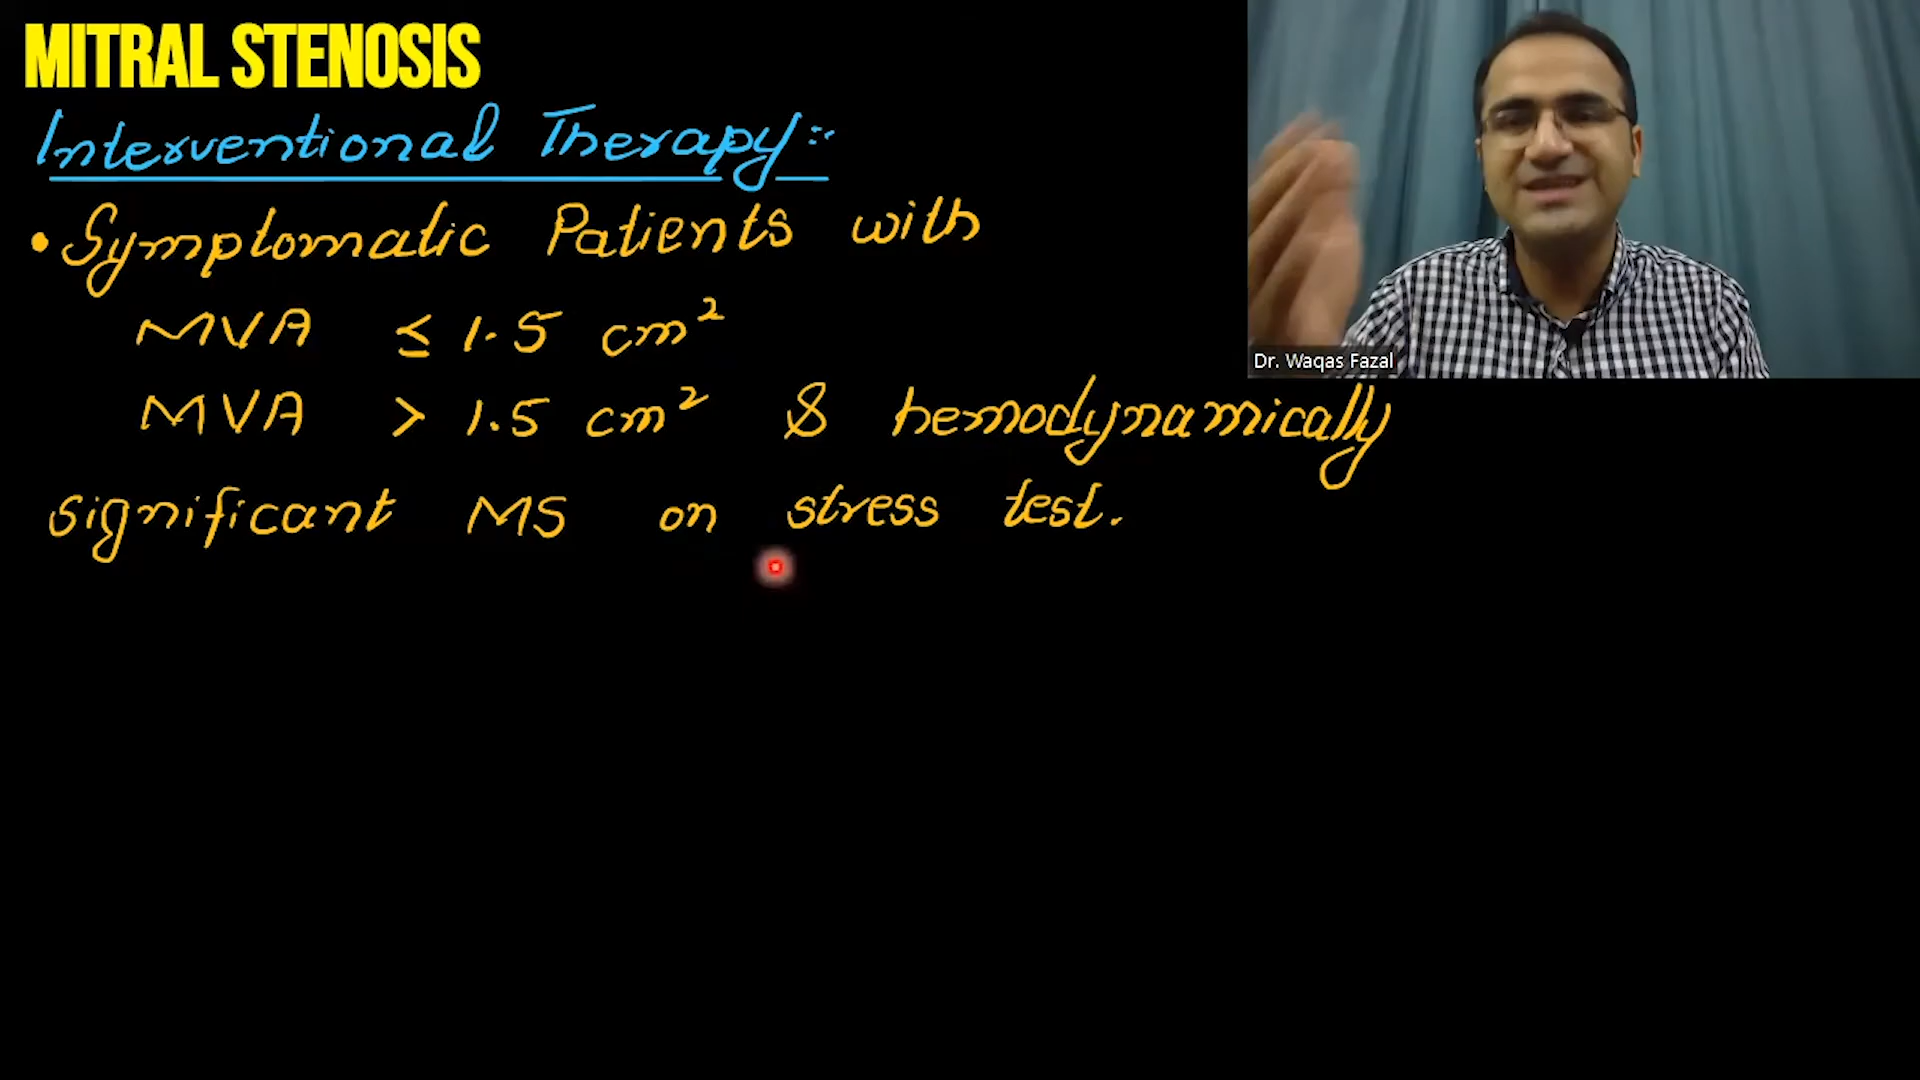 MITRAL STENOSIS
Interventional Therapy:-
• Symptomatic Patients with
MVA ≤ 1.5 cm²
MVA > 1.5 cm² & hemodynamically
significant MS on stress test.
Dr. Waqas Fazal